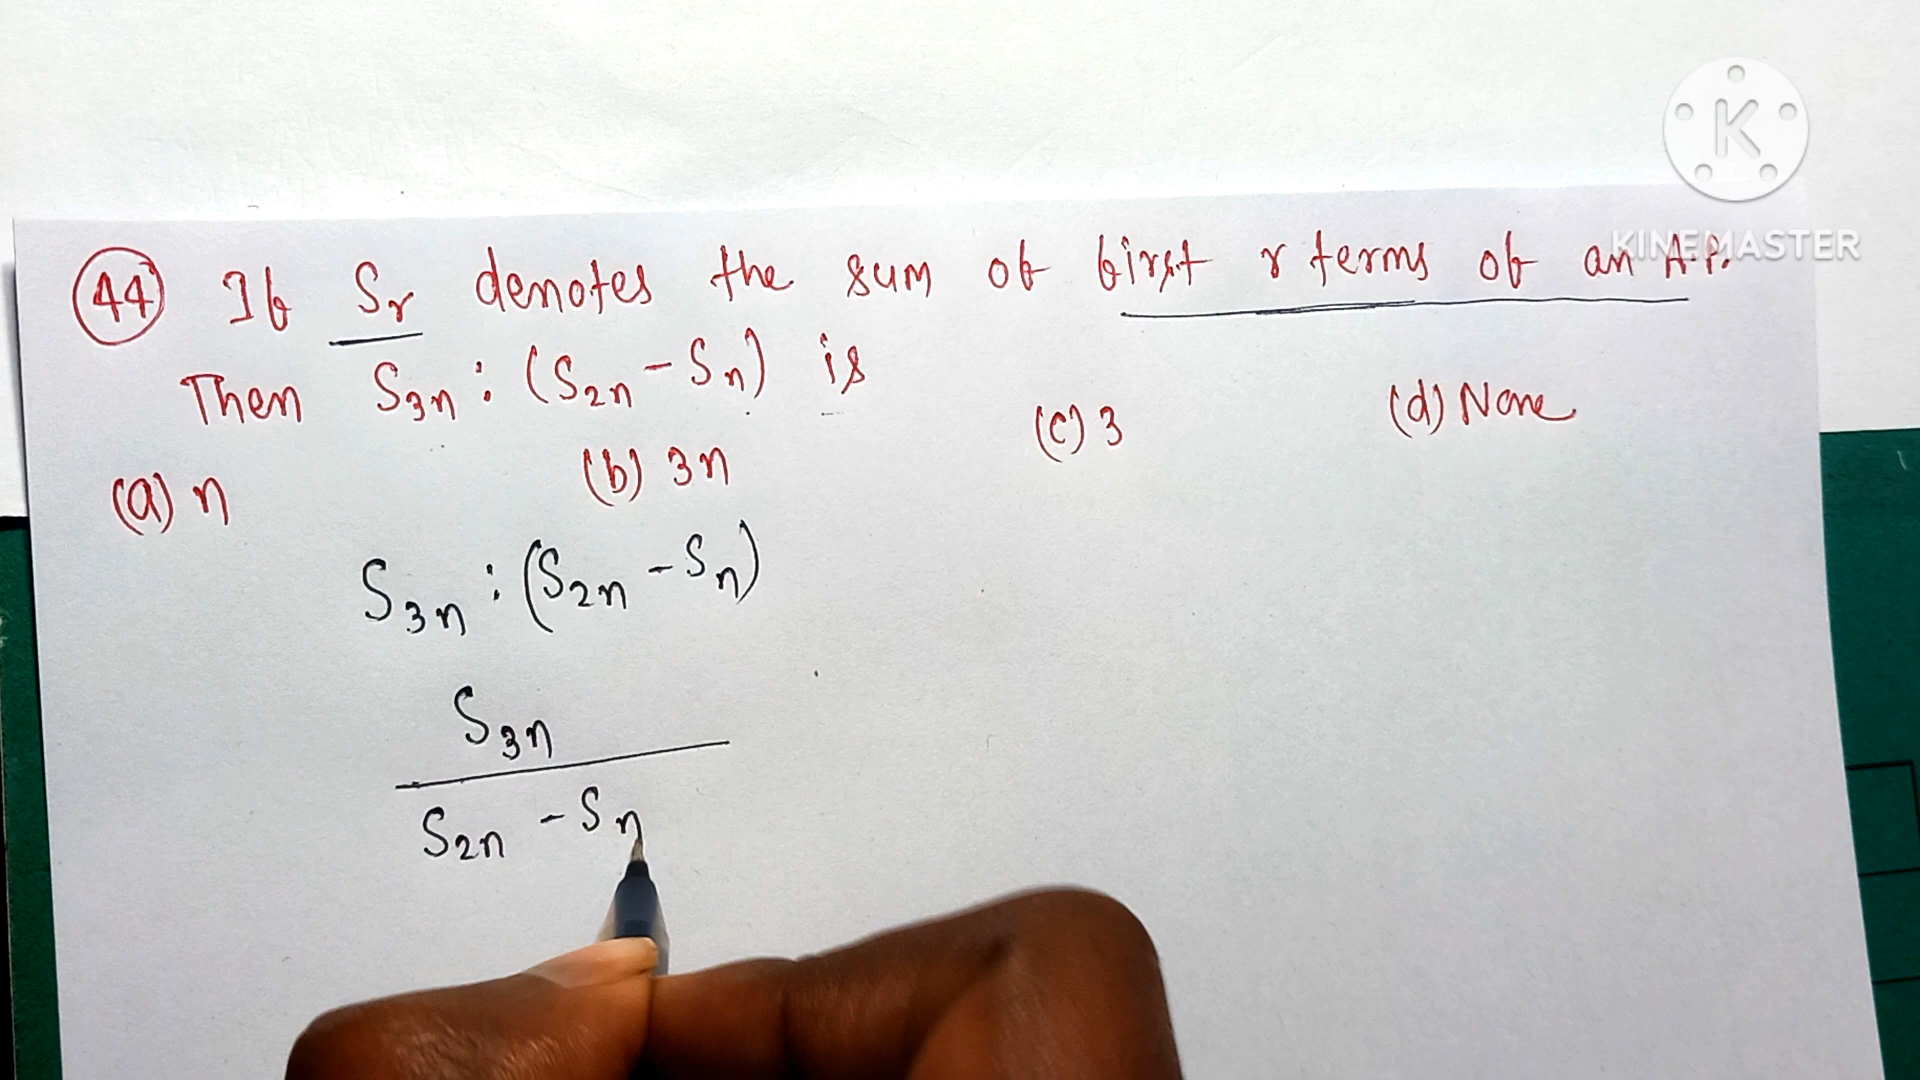 KINEMASTER
44 If Sr denotes the sum of first r terms of an A.P.
Then S3n : (S2n - Sn) is
(a) n (b) 3n (c) 3 (d) None
S3n : (S2n - Sn)
S3n
S2n - Sn